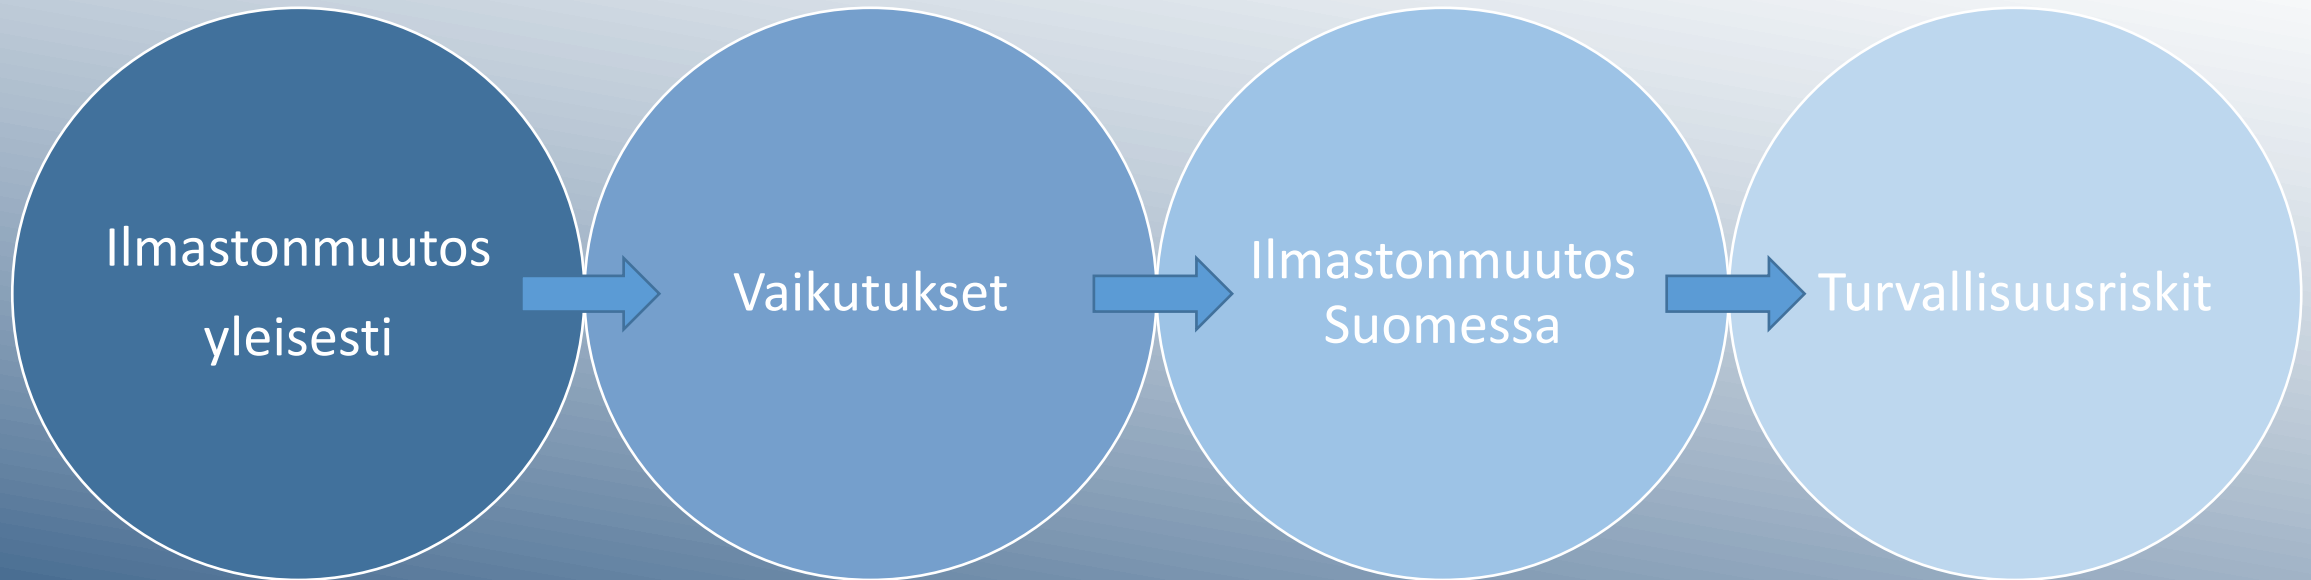 Ilmastonmuutos
yleisesti
Vaikutukset
Ilmastonmuutos
Suomessa
Turvallisuusriskit